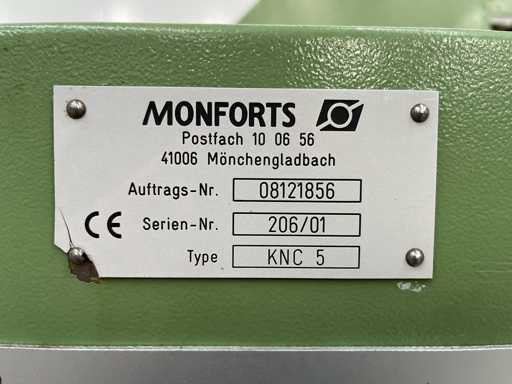 MONFORTS
Postfach 10 06 56
41006 Mönchengladbach
Auftrags-Nr. 08121856
CE Serien-Nr. 206/01
Type KNC 5